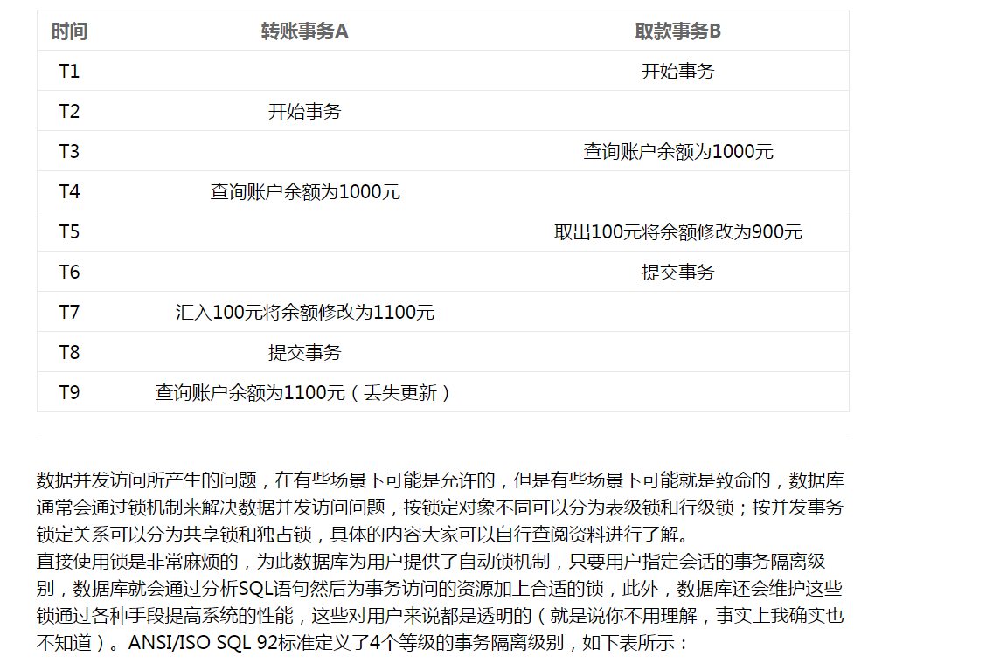 时间 转账事务A 取款事务B
T1 开始事务
T2 开始事务
T3 查询账户余额为1000元
T4 查询账户余额为1000元
T5 取出100元将余额修改为900元
T6 提交事务
T7 汇入100元将余额修改为1100元
T8 提交事务
T9 查询账户余额为1100元（丢失更新）
数据并发访问所产生的问题，在有些场景下可能是允许的，但是有些场景下可能就是致命的，数据库
通常会通过锁机制来解决数据并发访问问题，按锁定对象不同可以分为表级锁和行级锁；按并发事务
锁定关系可以分为共享锁和独占锁，具体的内容大家可以自行查阅资料进行了解。
直接使用锁是非常麻烦的，为此数据库为用户提供了自动锁机制，只要用户指定会话的事务隔离级
别，数据库就会通过分析SQL语句然后为事务访问的资源加上合适的锁，此外，数据库还会维护这些
锁通过各种手段提高系统的性能，这些对用户来说都是透明的（就是说你不用理解，事实上我确实也
不知道）。ANSI/ISO SQL 92标准定义了4个等级的事务隔离级别，如下表所示：